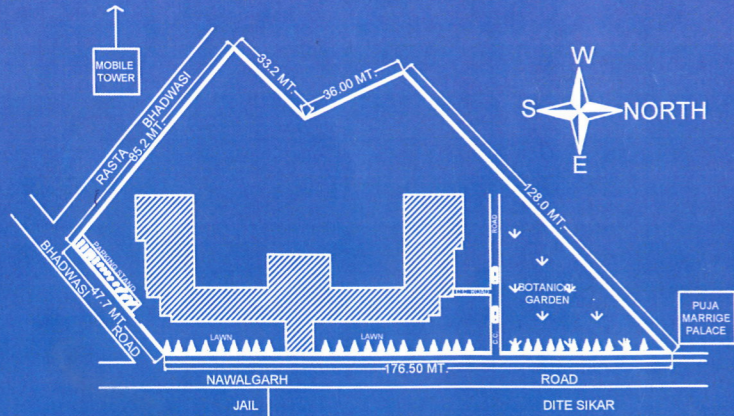 MOBILE
TOWER
RASTA BHADWASI
85.2 MT.
33.2 MT.
36.00 MT.
W
S
NORTH
E
128.0 MT.
PARKING STAND
BHADWASI ROAD
47.7 MT.
ROAD
C.C. ROAD
C.C.
BOTANICAL
GARDEN
PUJA
MARRIGE
PALACE
LAWN
LAWN
176.50 MT.
NAWALGARH ROAD
JAIL
DITE SIKAR